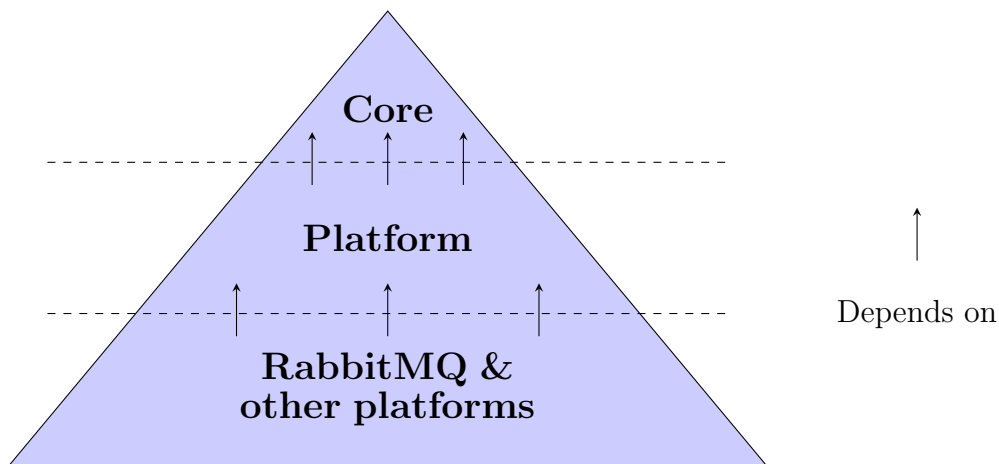 Core
Platform
Depends on
RabbitMQ &
other platforms